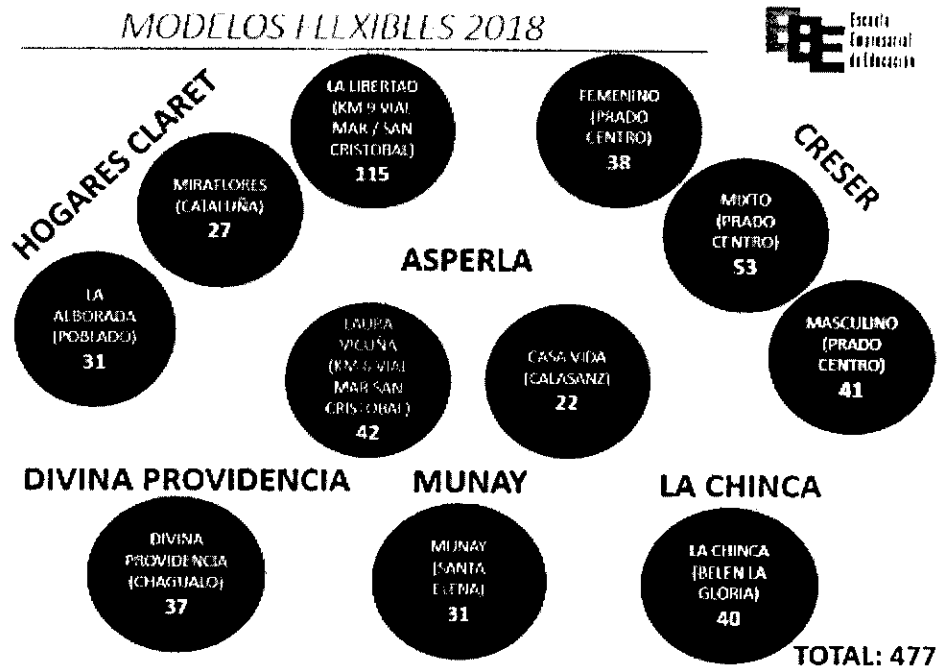 MODELOS FLEXIBLES 2018
Escuela
Empresarial
de Educación
HOGARES CLARET
LA LIBERTAD
(KM 9 VIAL
MAR / SAN
CRISTOBAL)
115
MIRAFLORES
(CATALUÑA)
27
LA
ALBORADA
(POBLADO)
31
CRESER
FEMENINO
(PRADO
CENTRO)
38
MIXTO
(PRADO
CENTRO)
53
MASCULINO
(PRADO
CENTRO)
41
ASPERLA
LAURA
VICUÑA
(KM 6 VIAL
MAR SAN
CRISTOBAL)
42
CASA VIDA
(CALASANZ)
22
DIVINA PROVIDENCIA
DIVINA
PROVIDENCIA
(CHAGUALO)
37
MUNAY
MUNAY
(SANTA
ELENA)
31
LA CHINCA
LA CHINCA
(BELEN LA
GLORIA)
40
TOTAL: 477